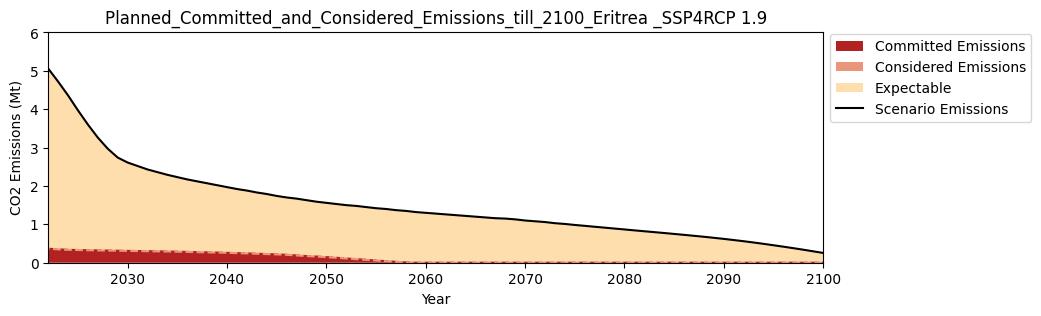 Planned_Committed_and_Considered_Emissions_till_2100_Eritrea _SSP4RCP 1.9
6
5
4
3
2
1
0
CO2 Emissions (Mt)
2030
2040
2050
2060
2070
2080
2090
2100
Year
Committed Emissions
Considered Emissions
Expectable
Scenario Emissions